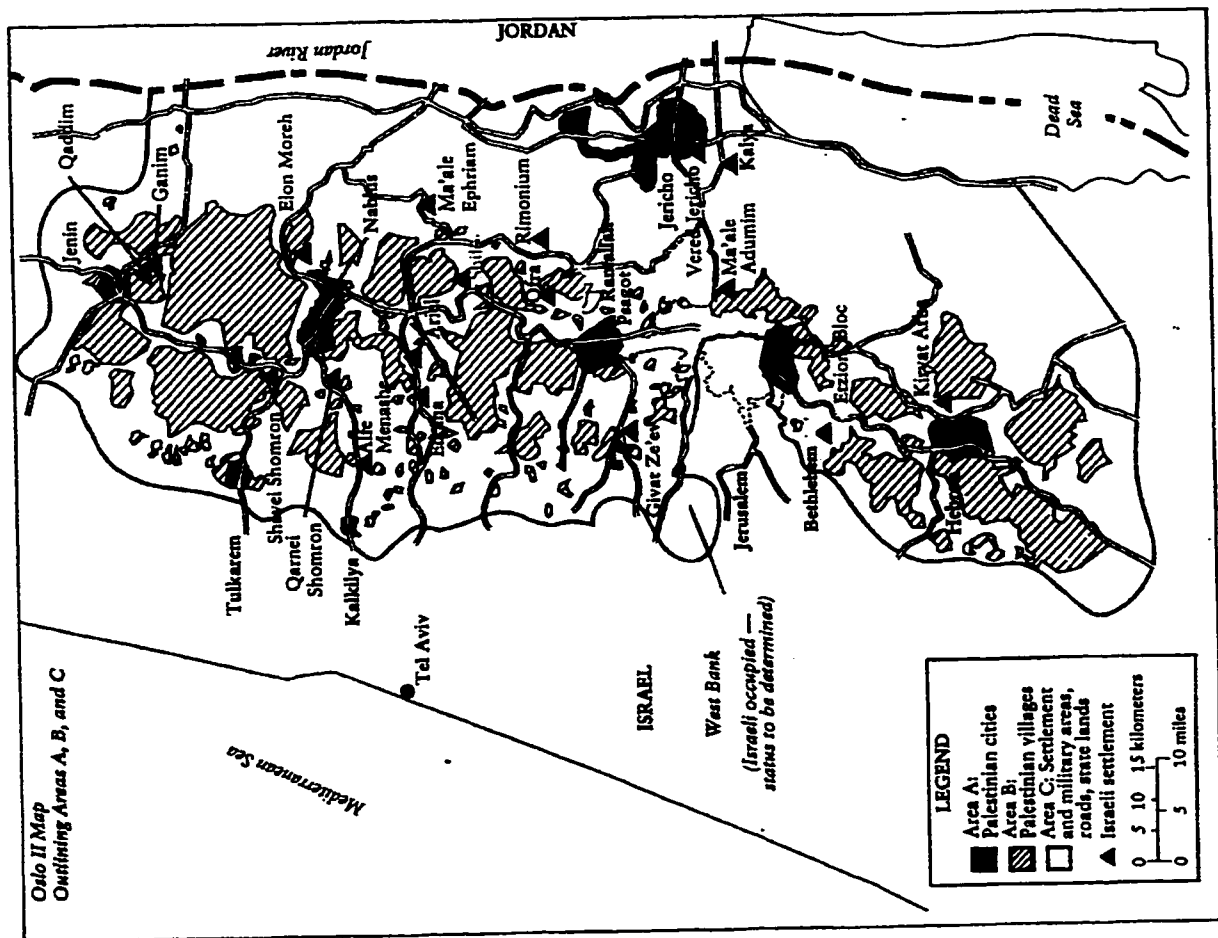 Oslo II Map
Outlining Areas A, B, and C
JORDAN
Jordan River
Mediterranean Sea
Dead
Sea
Qaddim
Ganim
Jenin
Elon Moreh
Nablus
Ma'ale
Ephriam
Rimonium
Jericho
Vered Jericho
Kalya
Ma'ale
Adumim
Ofra
Ramallah
Psagot
Tulkarem
Shavei Shomron
Qarnei
Shomron
Kalkilya
Alfe
Menashe
Givat Ze'ev
Jerusalem
Bethlehem
Etzion Bloc
Kiryat Arba
Hebron
Tel Aviv
ISRAEL
West Bank
(Israeli occupied —
status to be determined)
LEGEND
Area A:
Palestinian cities
Area B:
Palestinian villages
Area C: Settlement
and military areas,
roads, state lands
Israeli settlement
0 5 10 15 kilometers
0 5 10 miles